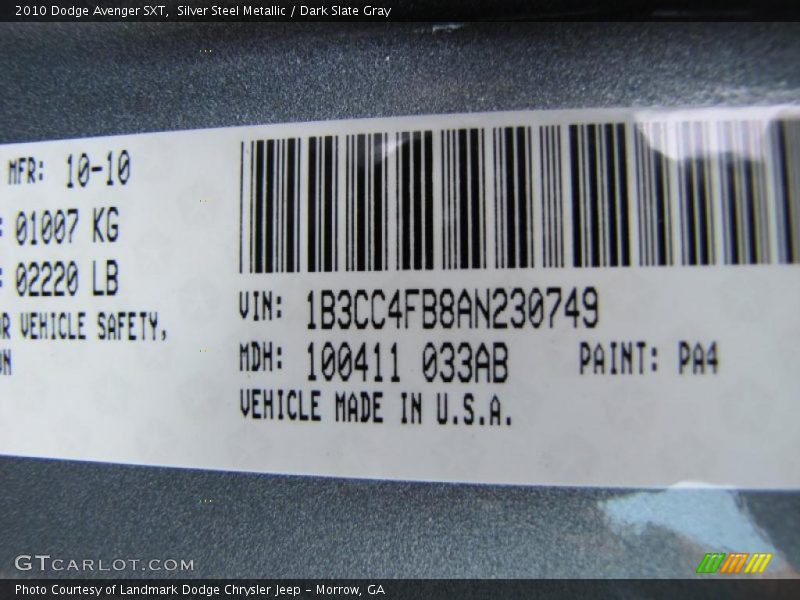 2010 Dodge Avenger SXT, Silver Steel Metallic / Dark Slate Gray
MFR: 10-10
: 01007 KG
: 02220 LB
OR VEHICLE SAFETY,
ON
VIN: 1B3CC4FB8AN230749
MDH: 100411 033AB PAINT: PA4
VEHICLE MADE IN U.S.A.
GTCARLOT.COM
Photo Courtesy of Landmark Dodge Chrysler Jeep – Morrow, GA